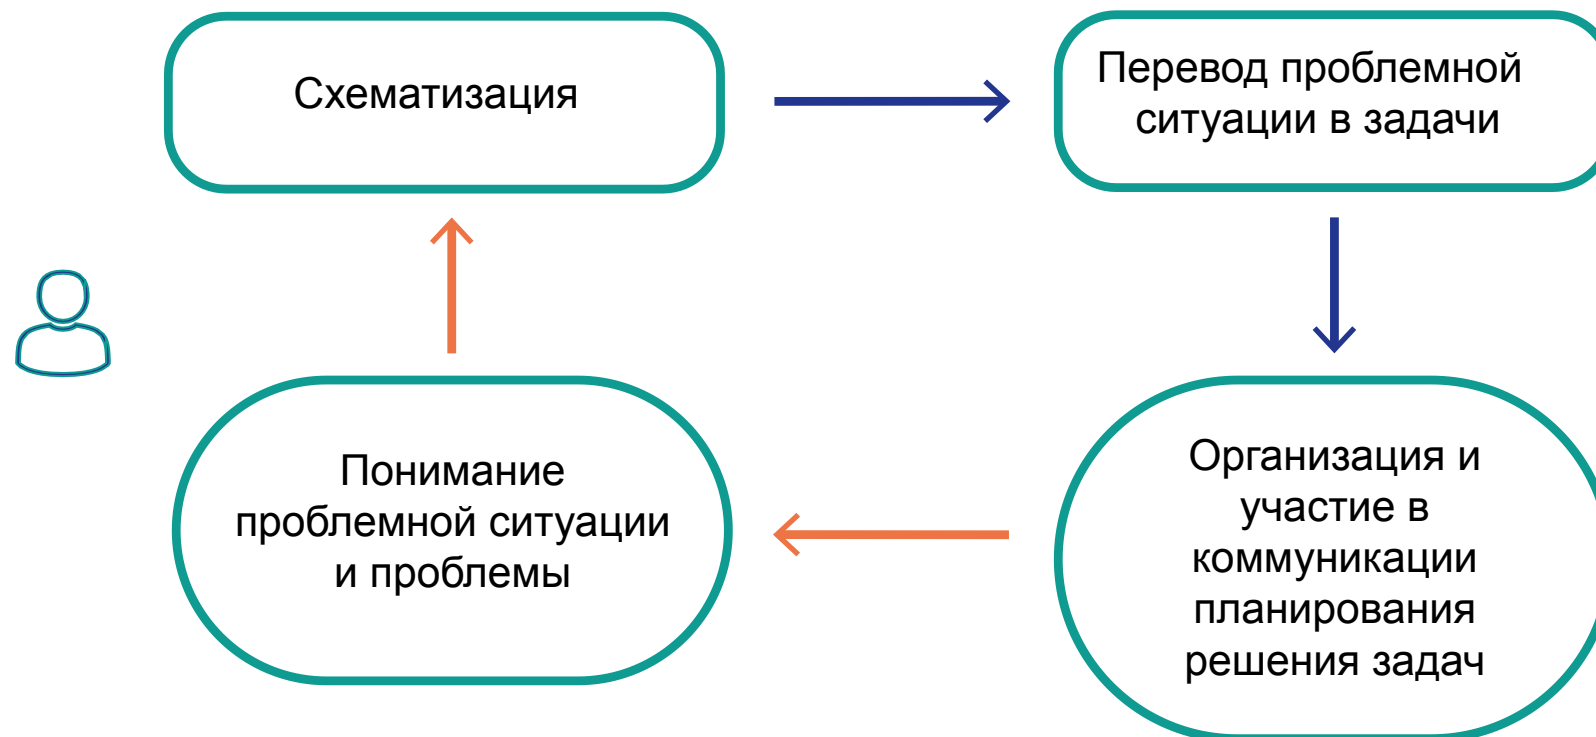 Схематизация
Перевод проблемной
ситуации в задачи
Понимание
проблемной ситуации
и проблемы
Организация и
участие в
коммуникации
планирования
решения задач